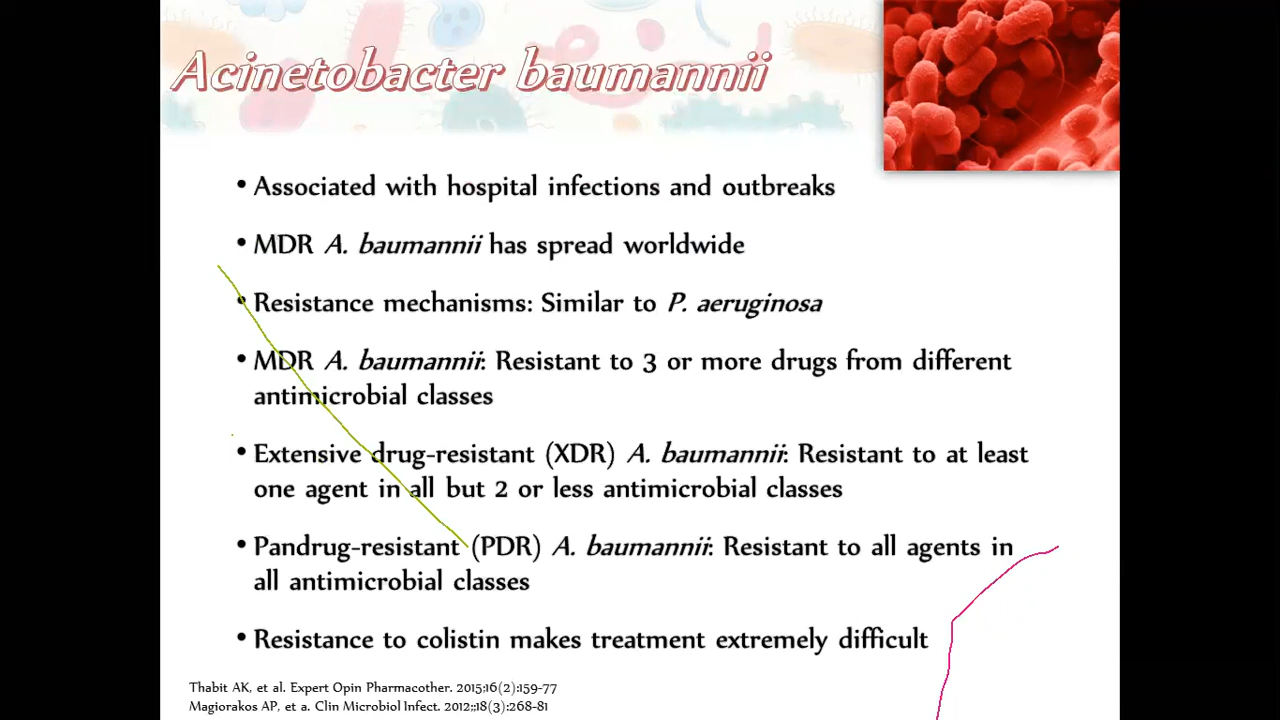 Acinetobacter baumannii
• Associated with hospital infections and outbreaks
• MDR A. baumannii has spread worldwide
• Resistance mechanisms: Similar to P. aeruginosa
• MDR A. baumannii: Resistant to 3 or more drugs from different
antimicrobial classes
• Extensive drug-resistant (XDR) A. baumannii: Resistant to at least
one agent in all but 2 or less antimicrobial classes
• Pandrug-resistant (PDR) A. baumannii: Resistant to all agents in
all antimicrobial classes
• Resistance to colistin makes treatment extremely difficult
Thabit AK, et al. Expert Opin Pharmacother. 2015;16(2):159-77
Magiorakos AP, et a. Clin Microbiol Infect. 2012;;18(3):268-81